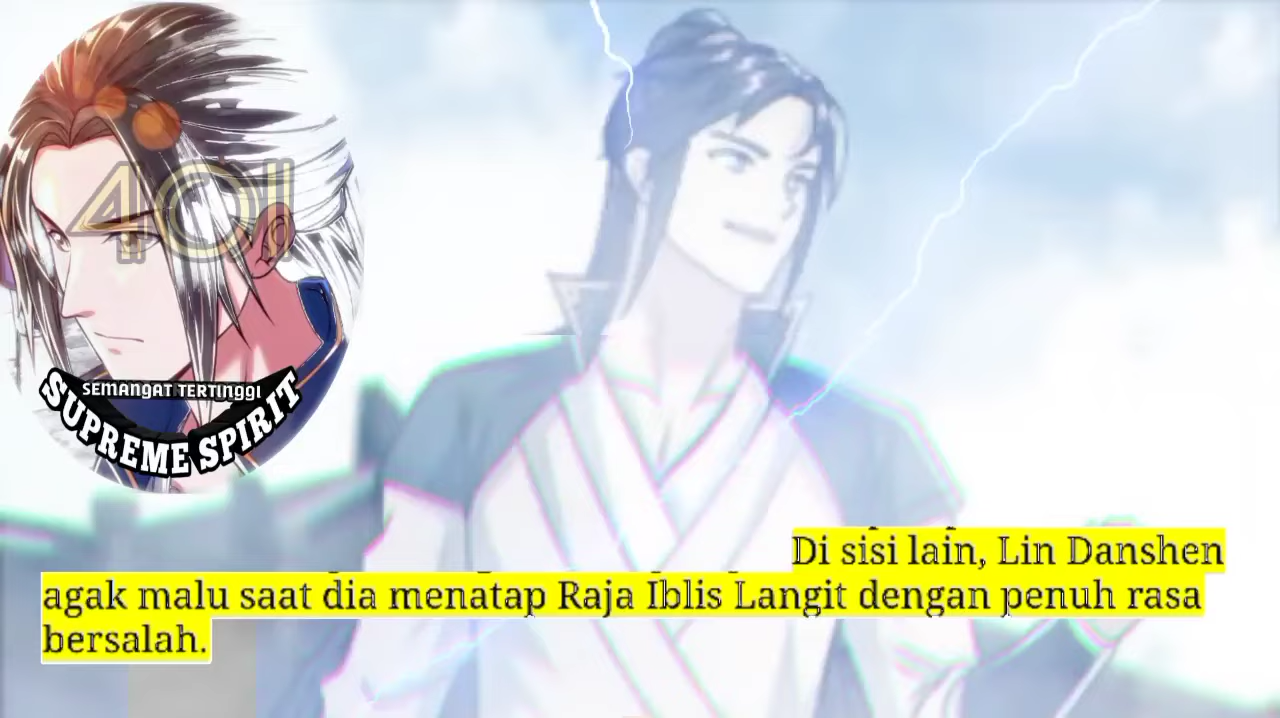 401
SEMANGAT TERTINGGI
SUPREME SPIRIT
Di sisi lain, Lin Danshen
agak malu saat dia menatap Raja Iblis Langit dengan penuh rasa
bersalah.